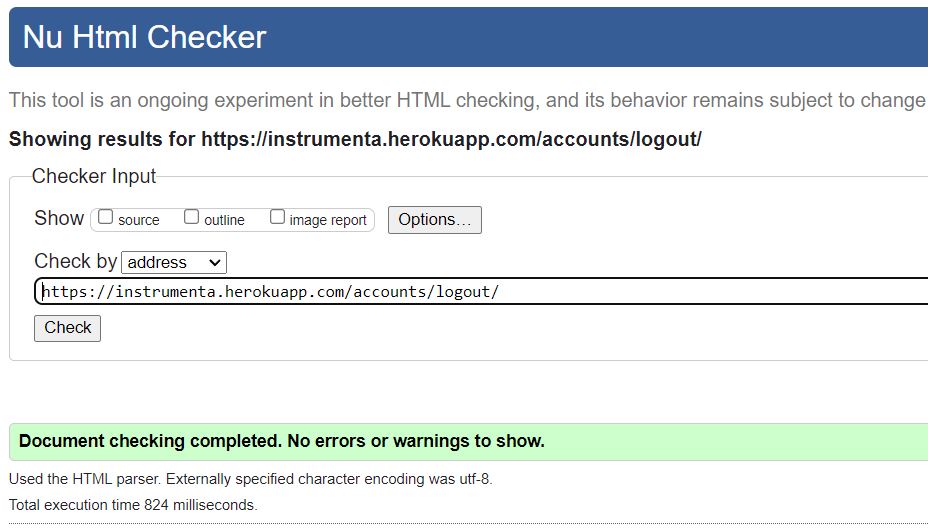 Nu Html Checker
This tool is an ongoing experiment in better HTML checking, and its behavior remains subject to change
Showing results for https://instrumenta.herokuapp.com/accounts/logout/
Checker Input
Show source outline image report Options...
Check by address
https://instrumenta.herokuapp.com/accounts/logout/
Check
Document checking completed. No errors or warnings to show.
Used the HTML parser. Externally specified character encoding was utf-8.
Total execution time 824 milliseconds.